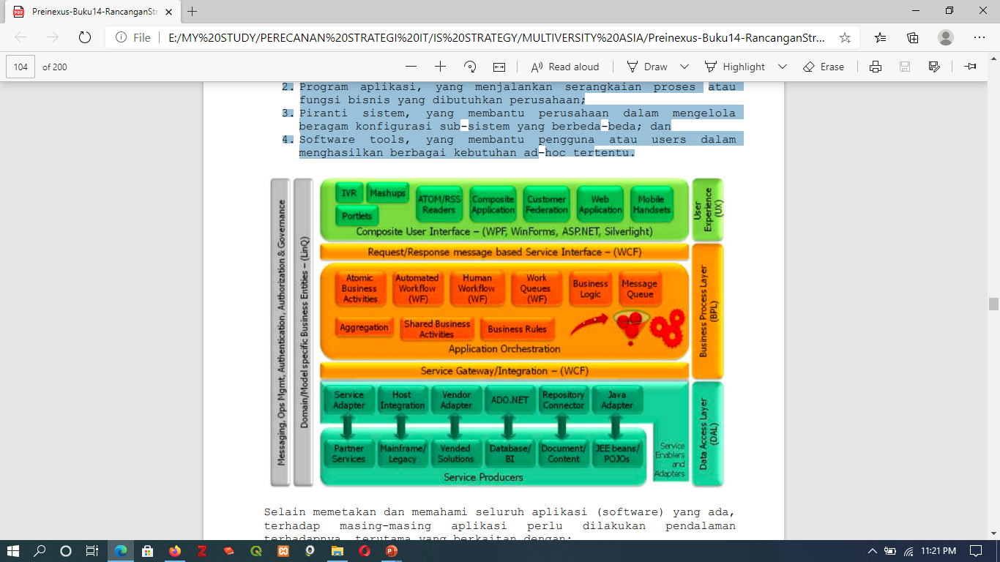 Preinexus-Buku14-RancanganStr
File
E:/MY%20STUDY/PERECANAN%20STRATEGI%20IT/IS%20STRATEGY/MULTIVERSITY%20ASIA/Preinexus-Buku14-RancanganStr...
104 of 200
Read aloud
Draw
Highlight
Erase
2. Program aplikasi, yang menjalankan serangkaian proses atau
fungsi bisnis yang dibutuhkan perusahaan;
3. Piranti sistem, yang membantu perusahaan dalam mengelola
beragam konfigurasi sub-sistem yang berbeda-beda; dan
4. Software tools, yang membantu pengguna atau users dalam
menghasilkan berbagai kebutuhan ad-hoc tertentu.
Messaging, Ops Mgmt, Authentication, Authorization & Governance
Domain/Model specific Business Entities – (LinQ)
IVR
Mashups
Portlets
ATOM/RSS
Readers
Composite
Application
Customer
Federation
Web
Application
Mobile
Handsets
Composite User Interface – (WPF, WinForms, ASP.NET, Silverlight)
User
Experience
(UX)
Request/Response message based Service Interface – (WCF)
Atomic
Business
Activities
Automated
Workflow
(WF)
Human
Workflow
(WF)
Work
Queues
(WF)
Business
Logic
Message
Queue
Aggregation
Shared Business
Activities
Business Rules
Application Orchestration
Business Process Layer
(BPL)
Service Gateway/Integration – (WCF)
Service
Adapter
Host
Integration
Vendor
Adapter
ADO.NET
Repository
Connector
Java
Adapter
Partner
Services
Mainframe/
Legacy
Vended
Solutions
Database/
BI
Document/
Content
JEE beans/
POJOs
Service Producers
Service
Enablers
and
Adapters
Data Access Layer
(DAL)
Selain memetakan dan memahami seluruh aplikasi (software) yang ada,
terhadap masing-masing aplikasi perlu dilakukan pendalaman
terhadapnya, terutama yang berkaitan dengan:
11:21 PM